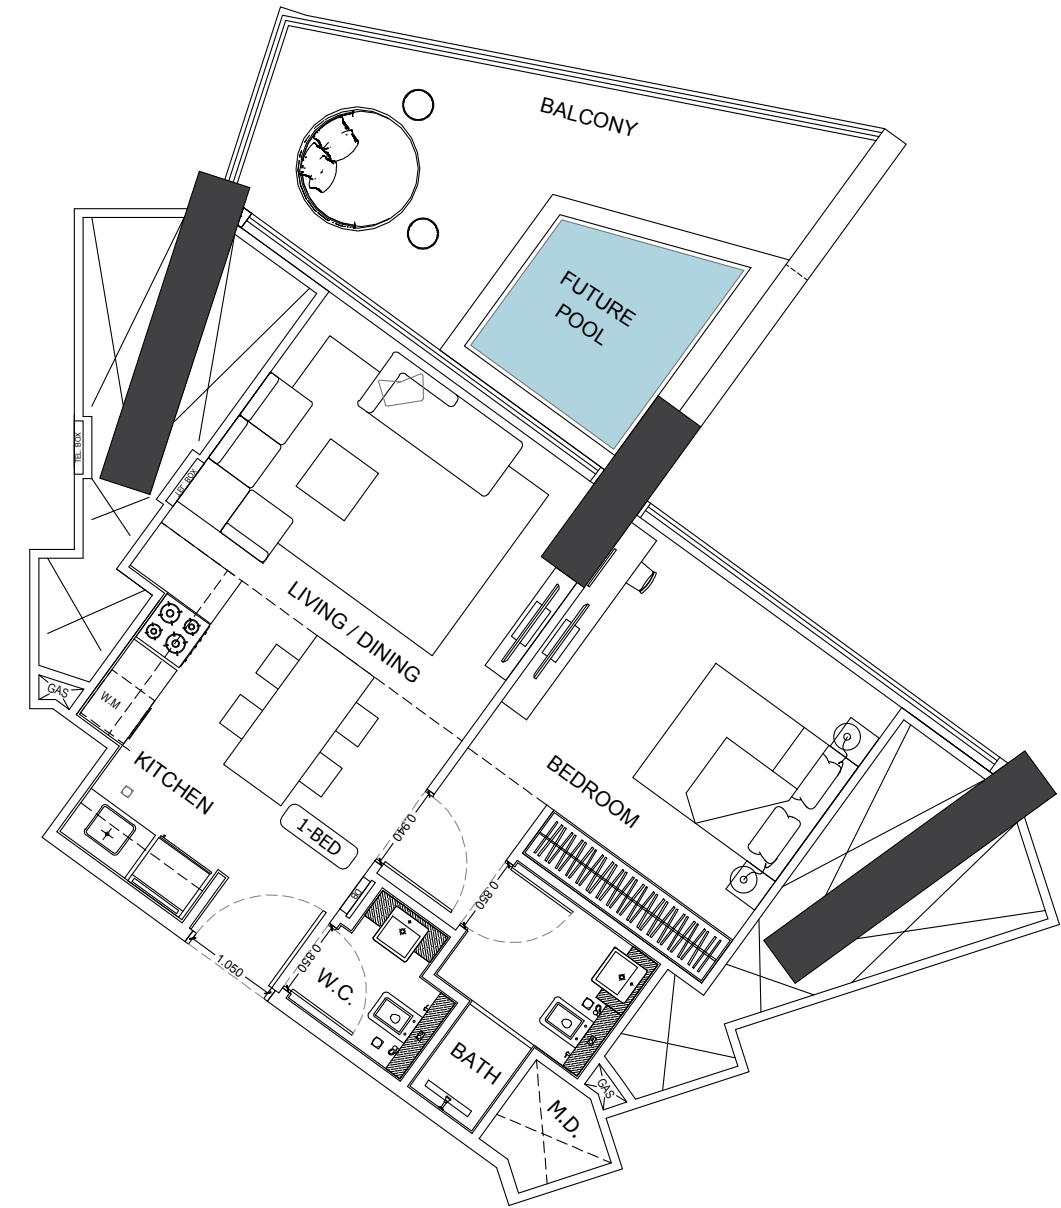 BALCONY
FUTURE
POOL
TEL. BOX
LIVING / DINING
GAS
W.M
KITCHEN
BEDROOM
1-BED
0.940
0.850
DB
1.050
0.850
W.C.
BATH
GAS
M.D.